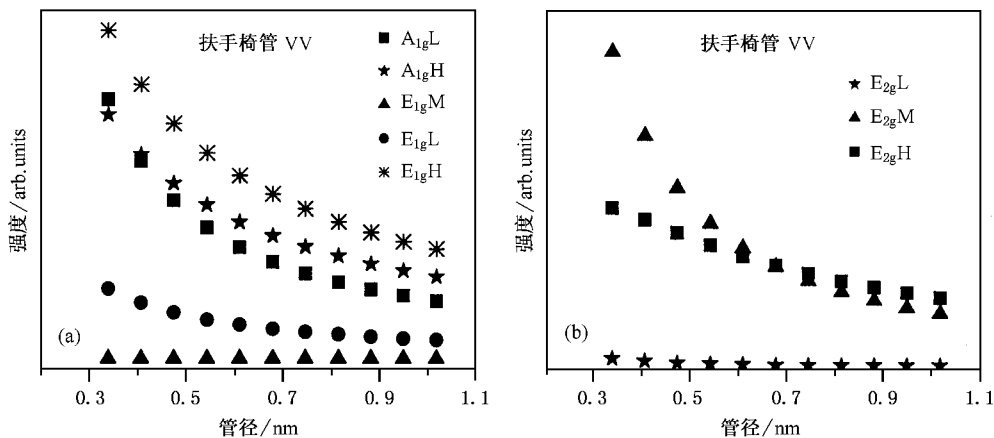 扶手椅管 VV
A1gL
A1gH
E1gM
E1gL
E1gH
强度/arb.units
(a)
0.3 0.5 0.7 0.9 1.1
管径/nm
扶手椅管 VV
E2gL
E2gM
E2gH
强度/arb.units
(b)
0.3 0.5 0.7 0.9 1.1
管径/nm